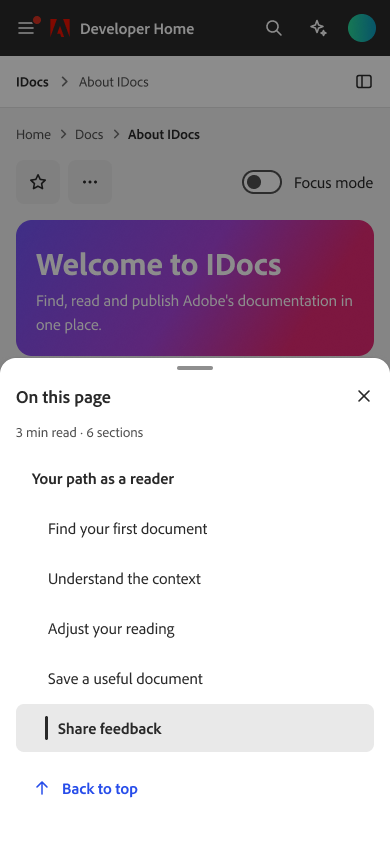 Developer Home
IDocs > About IDocs
Home > Docs > About IDocs
Focus mode
Welcome to IDocs
Find, read and publish Adobe's documentation in
one place.
On this page
3 min read · 6 sections
Your path as a reader
Find your first document
Understand the context
Adjust your reading
Save a useful document
Share feedback
Back to top